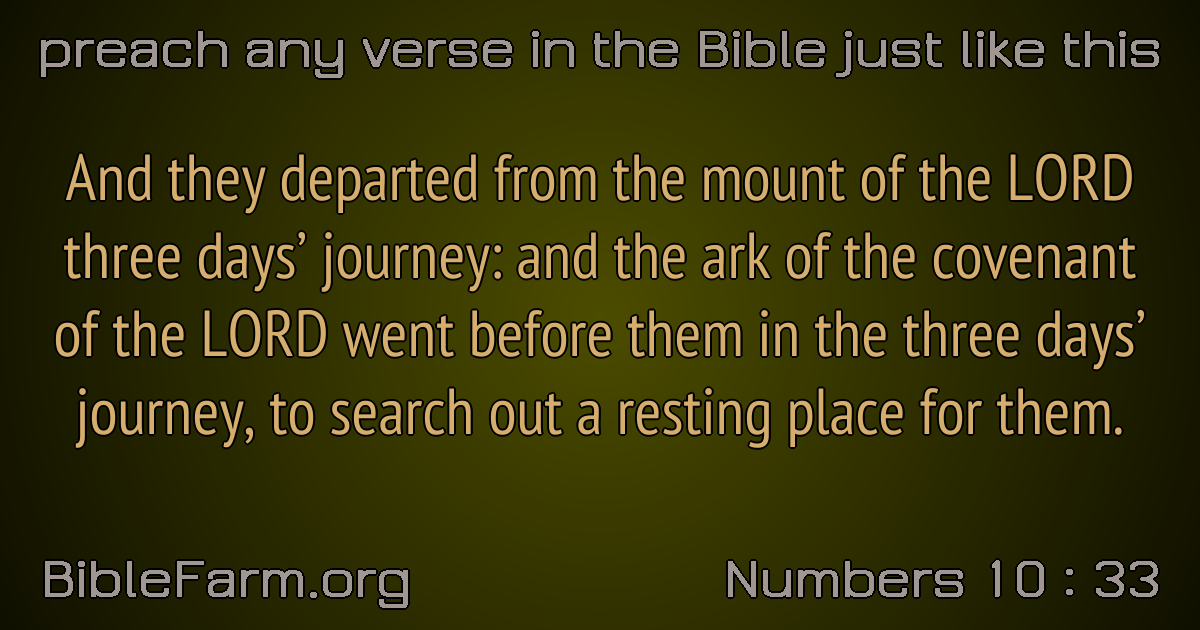 preach any verse in the Bible just like this
And they departed from the mount of the LORD
three days’ journey: and the ark of the covenant
of the LORD went before them in the three days’
journey, to search out a resting place for them.
BibleFarm.org
Numbers 10 : 33